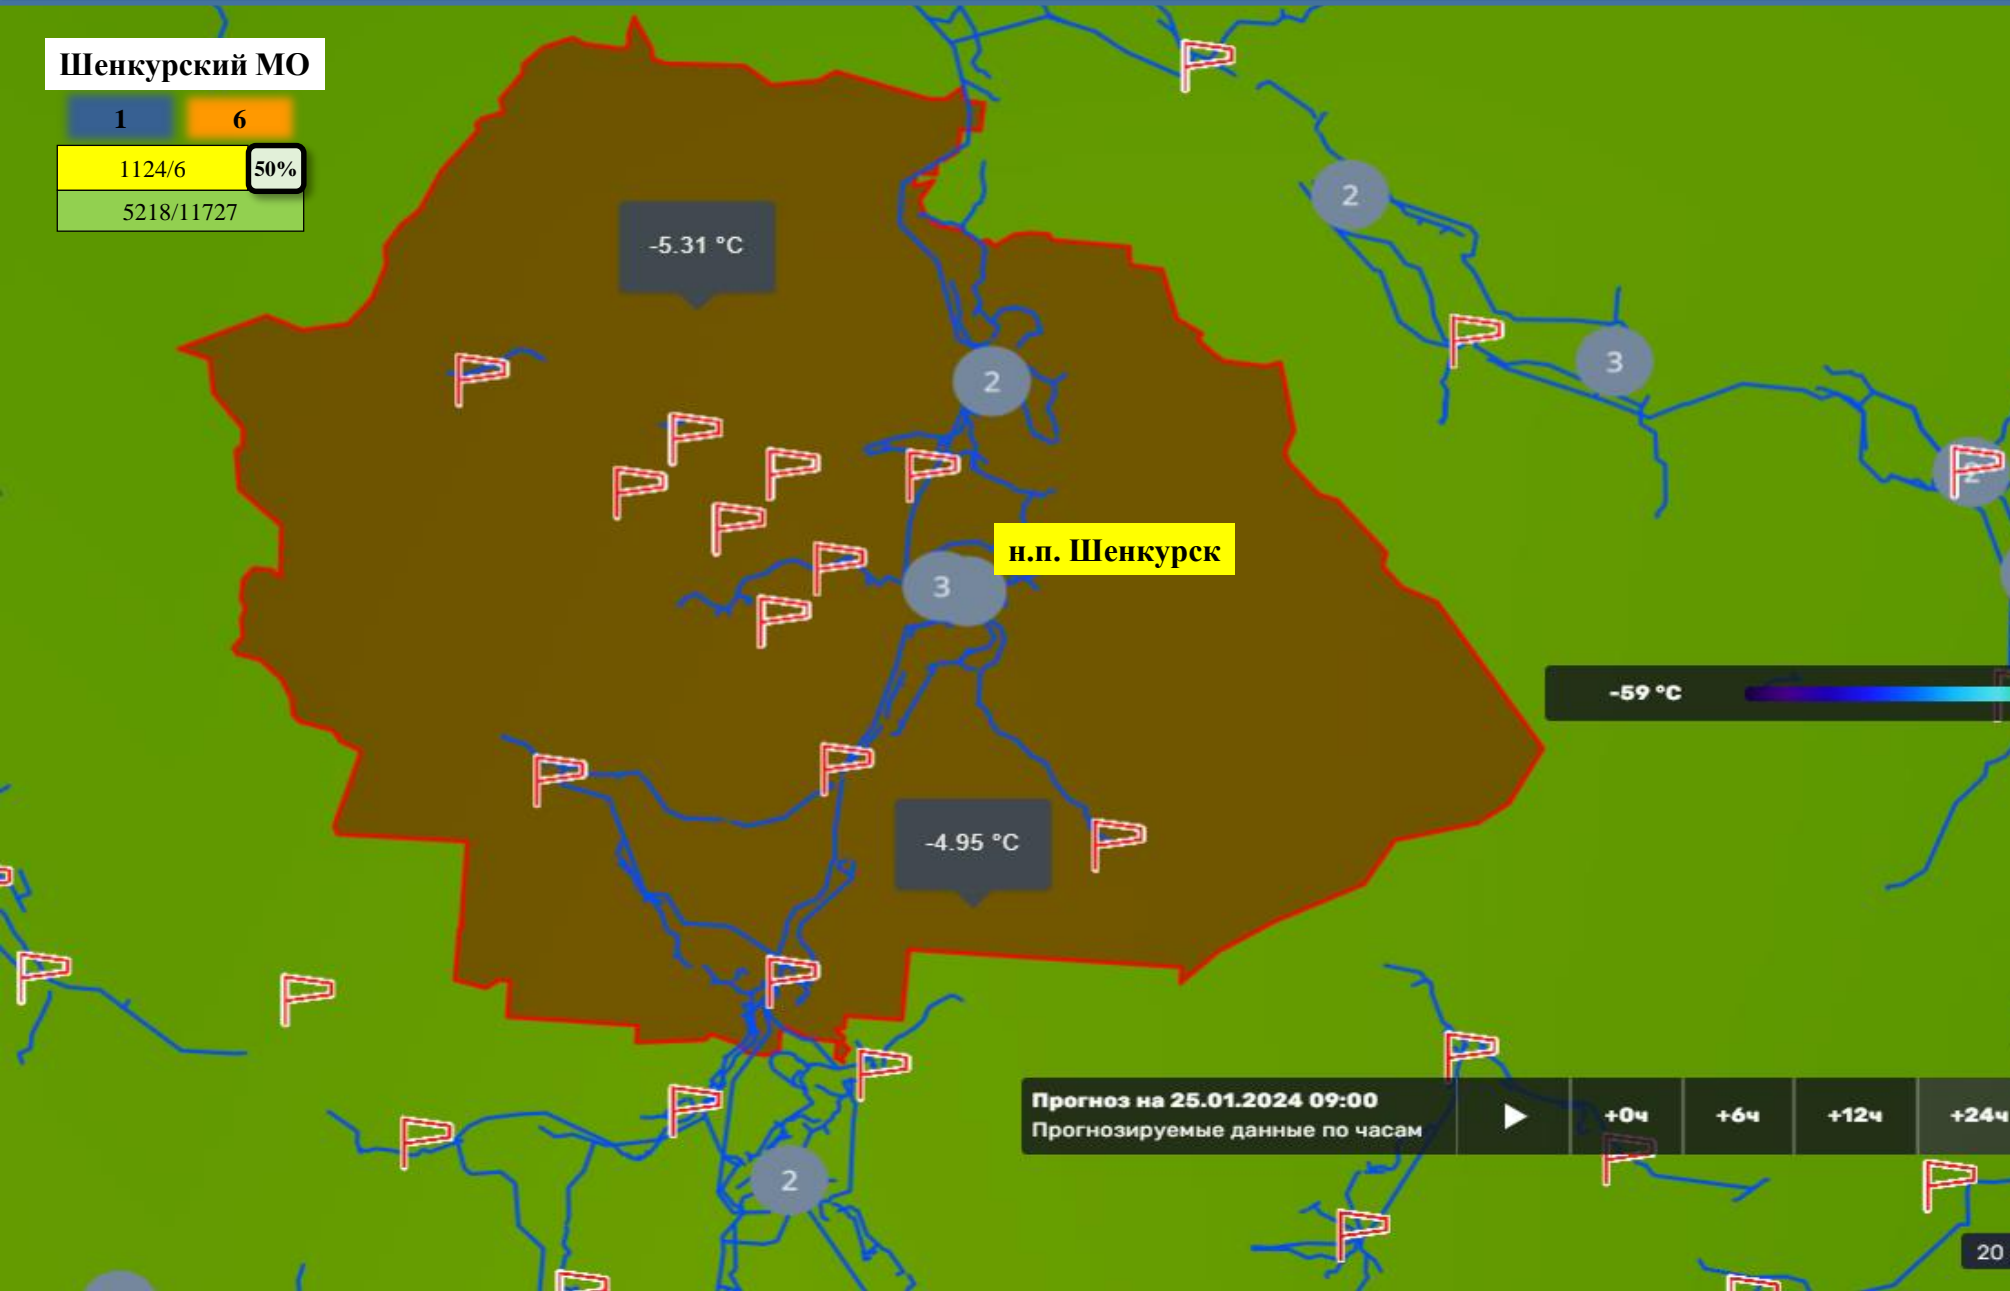 Шенкурский МО
1 6
1124/6 50%
5218/11727
2
-5.31 °C
3
2
н.п. Шенкурск
2
3
-59 °C
-4.95 °C
Прогноз на 25.01.2024 09:00
Прогнозируемые данные по часам
+0ч +6ч +12ч +24ч
2
20